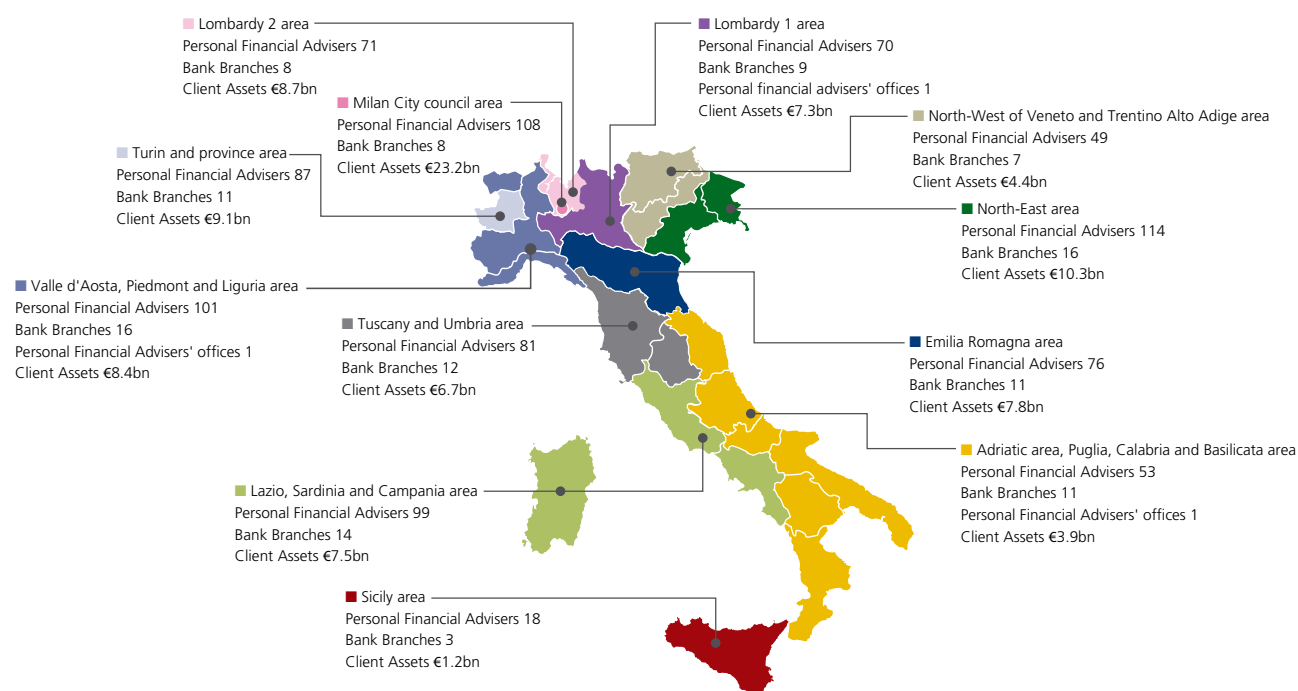 Lombardy 2 area
Personal Financial Advisers 71
Bank Branches 8
Client Assets €8.7bn
Lombardy 1 area
Personal Financial Advisers 70
Bank Branches 9
Personal financial advisers' offices 1
Client Assets €7.3bn
Milan City council area
Personal Financial Advisers 108
Bank Branches 8
Client Assets €23.2bn
North-West of Veneto and Trentino Alto Adige area
Personal Financial Advisers 49
Bank Branches 7
Client Assets €4.4bn
Turin and province area
Personal Financial Advisers 87
Bank Branches 11
Client Assets €9.1bn
North-East area
Personal Financial Advisers 114
Bank Branches 16
Client Assets €10.3bn
Valle d'Aosta, Piedmont and Liguria area
Personal Financial Advisers 101
Bank Branches 16
Personal Financial Advisers' offices 1
Client Assets €8.4bn
Tuscany and Umbria area
Personal Financial Advisers 81
Bank Branches 12
Client Assets €6.7bn
Emilia Romagna area
Personal Financial Advisers 76
Bank Branches 11
Client Assets €7.8bn
Adriatic area, Puglia, Calabria and Basilicata area
Personal Financial Advisers 53
Bank Branches 11
Personal Financial Advisers' offices 1
Client Assets €3.9bn
Lazio, Sardinia and Campania area
Personal Financial Advisers 99
Bank Branches 14
Client Assets €7.5bn
Sicily area
Personal Financial Advisers 18
Bank Branches 3
Client Assets €1.2bn